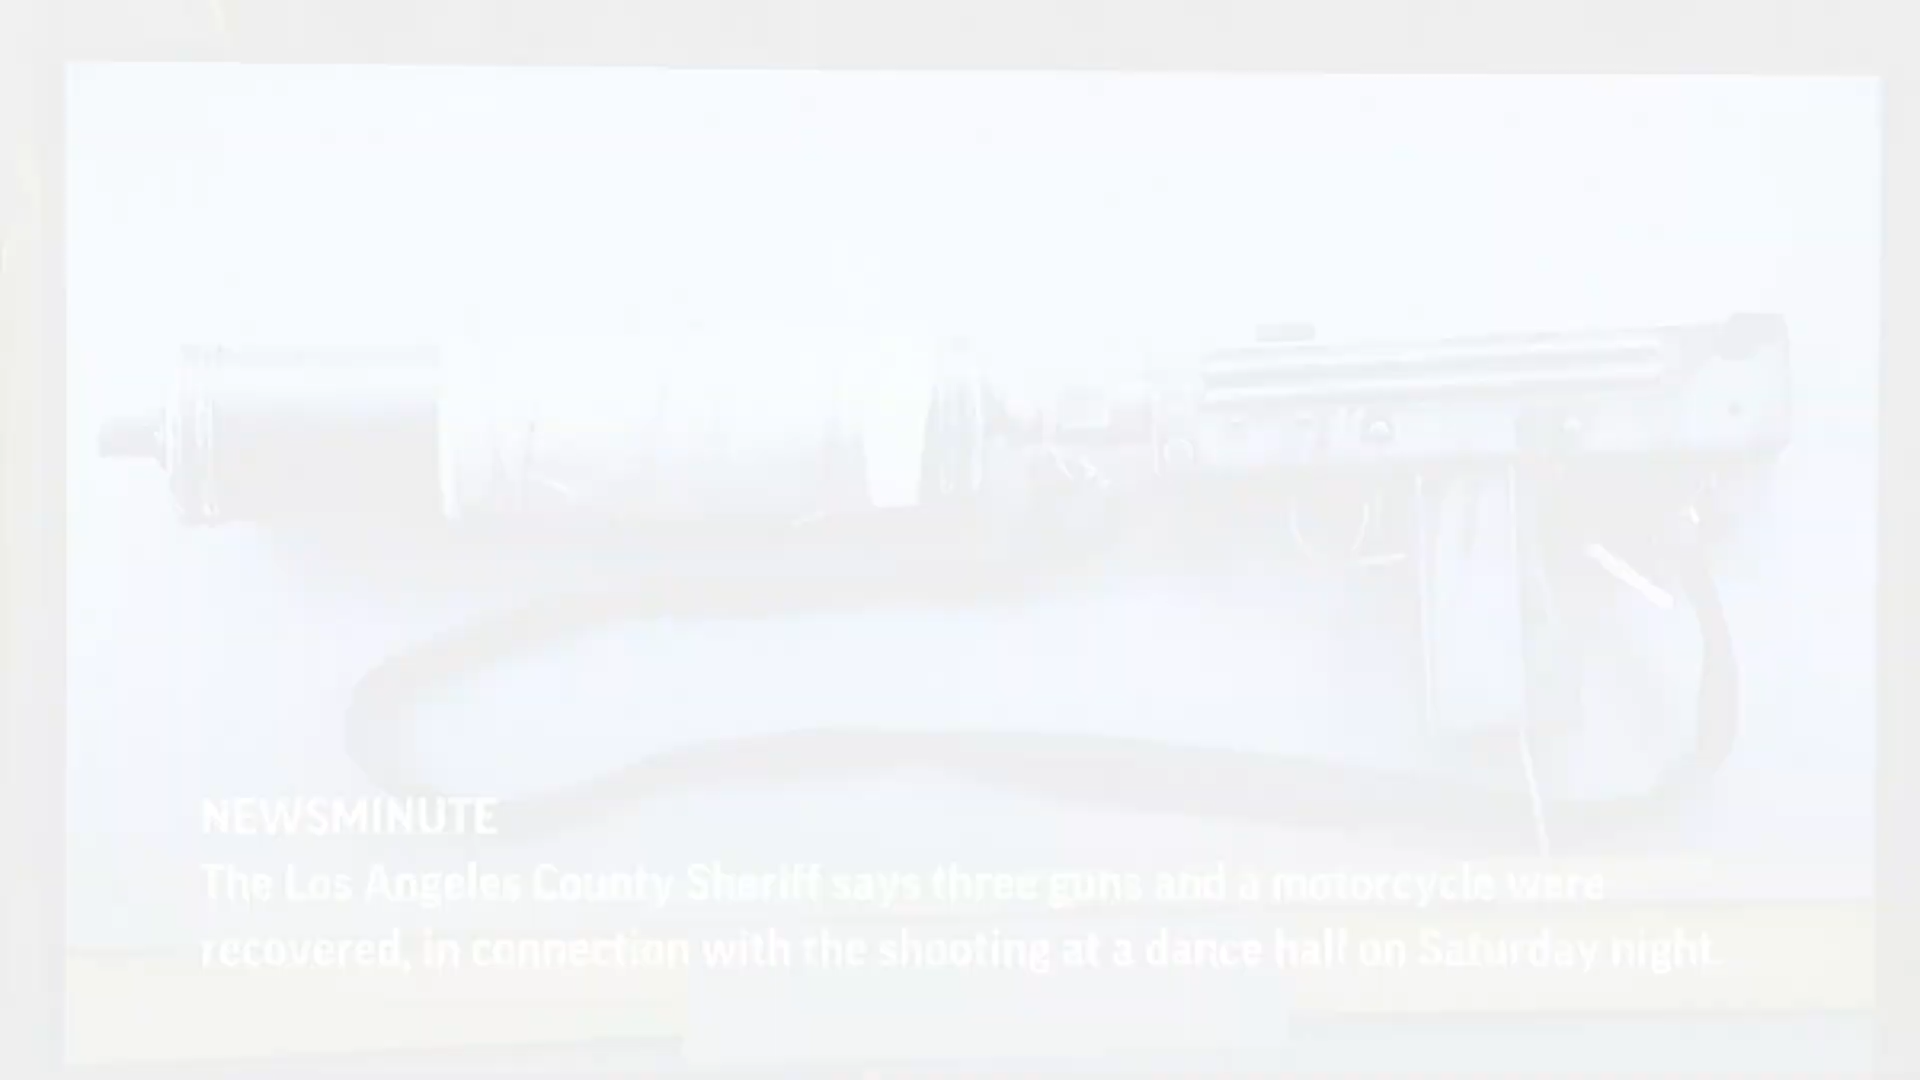 NEWSMINUTE
The Los Angeles County Sheriff says three guns and a motorcycle were
recovered, in connection with the shooting at a dance hall on Saturday night.